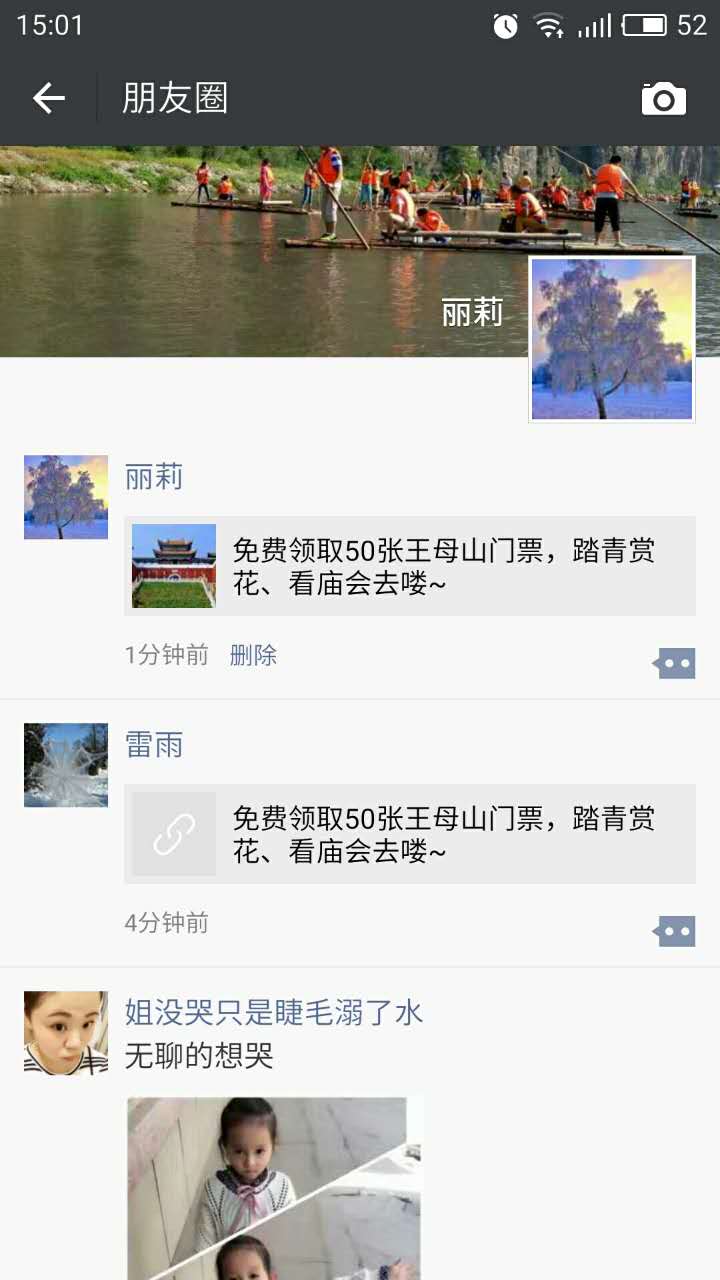 15:01
52
朋友圈
丽莉
丽莉
免费领取50张王母山门票，踏青赏
花、看庙会去喽~
1分钟前 删除
雷雨
免费领取50张王母山门票，踏青赏
花、看庙会去喽~
4分钟前
姐没哭只是睫毛溺了水
无聊的想哭